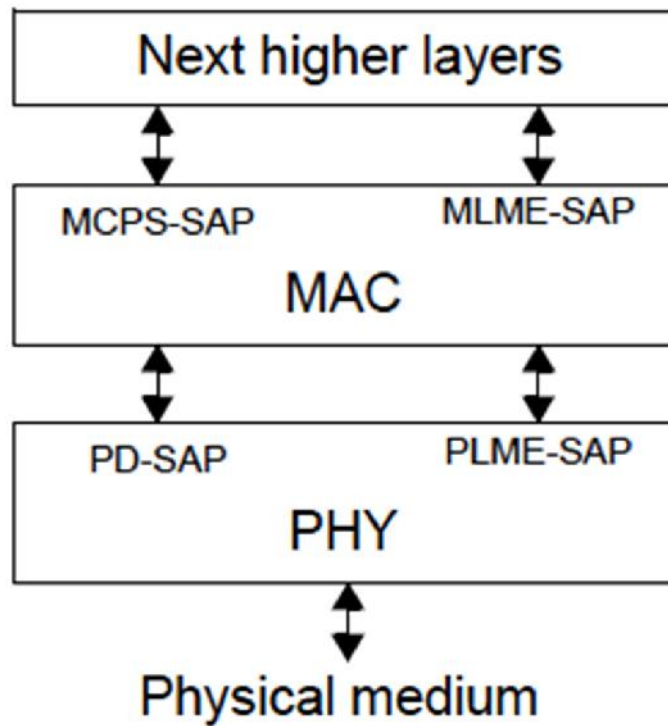 Next higher layers
MCPS-SAP MLME-SAP
MAC
PD-SAP PLME-SAP
PHY
Physical medium